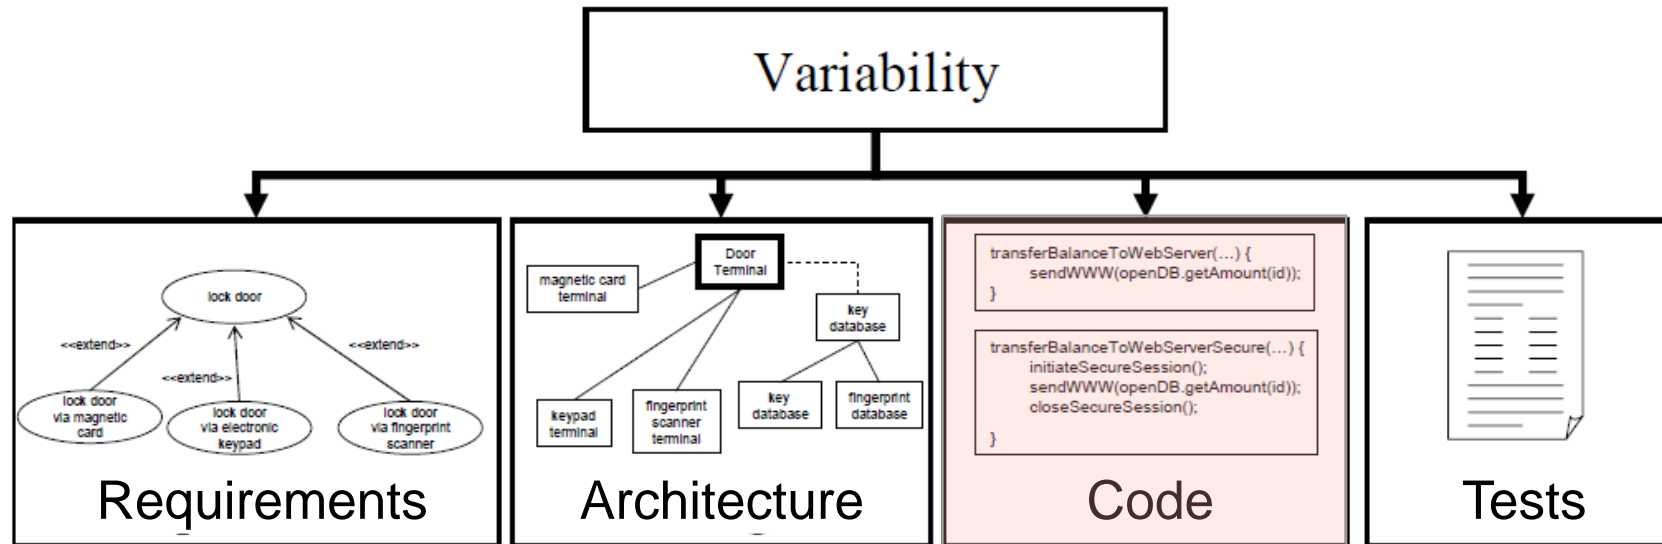 Variability
lock door
<<extend>>
<<extend>>
<<extend>>
lock door
via magnetic
card
lock door
via electronic
keypad
lock door
via fingerprint
scanner
Requirements
Door
Terminal
magnetic card
terminal
key
database
keypad
terminal
fingerprint
scanner
terminal
key
database
fingerprint
database
Architecture
transferBalanceToWebServer(…) {
sendWWW(openDB.getAmount(id));
}
transferBalanceToWebServerSecure(…) {
initiateSecureSession();
sendWWW(openDB.getAmount(id));
closeSecureSession();
}
Code
Tests